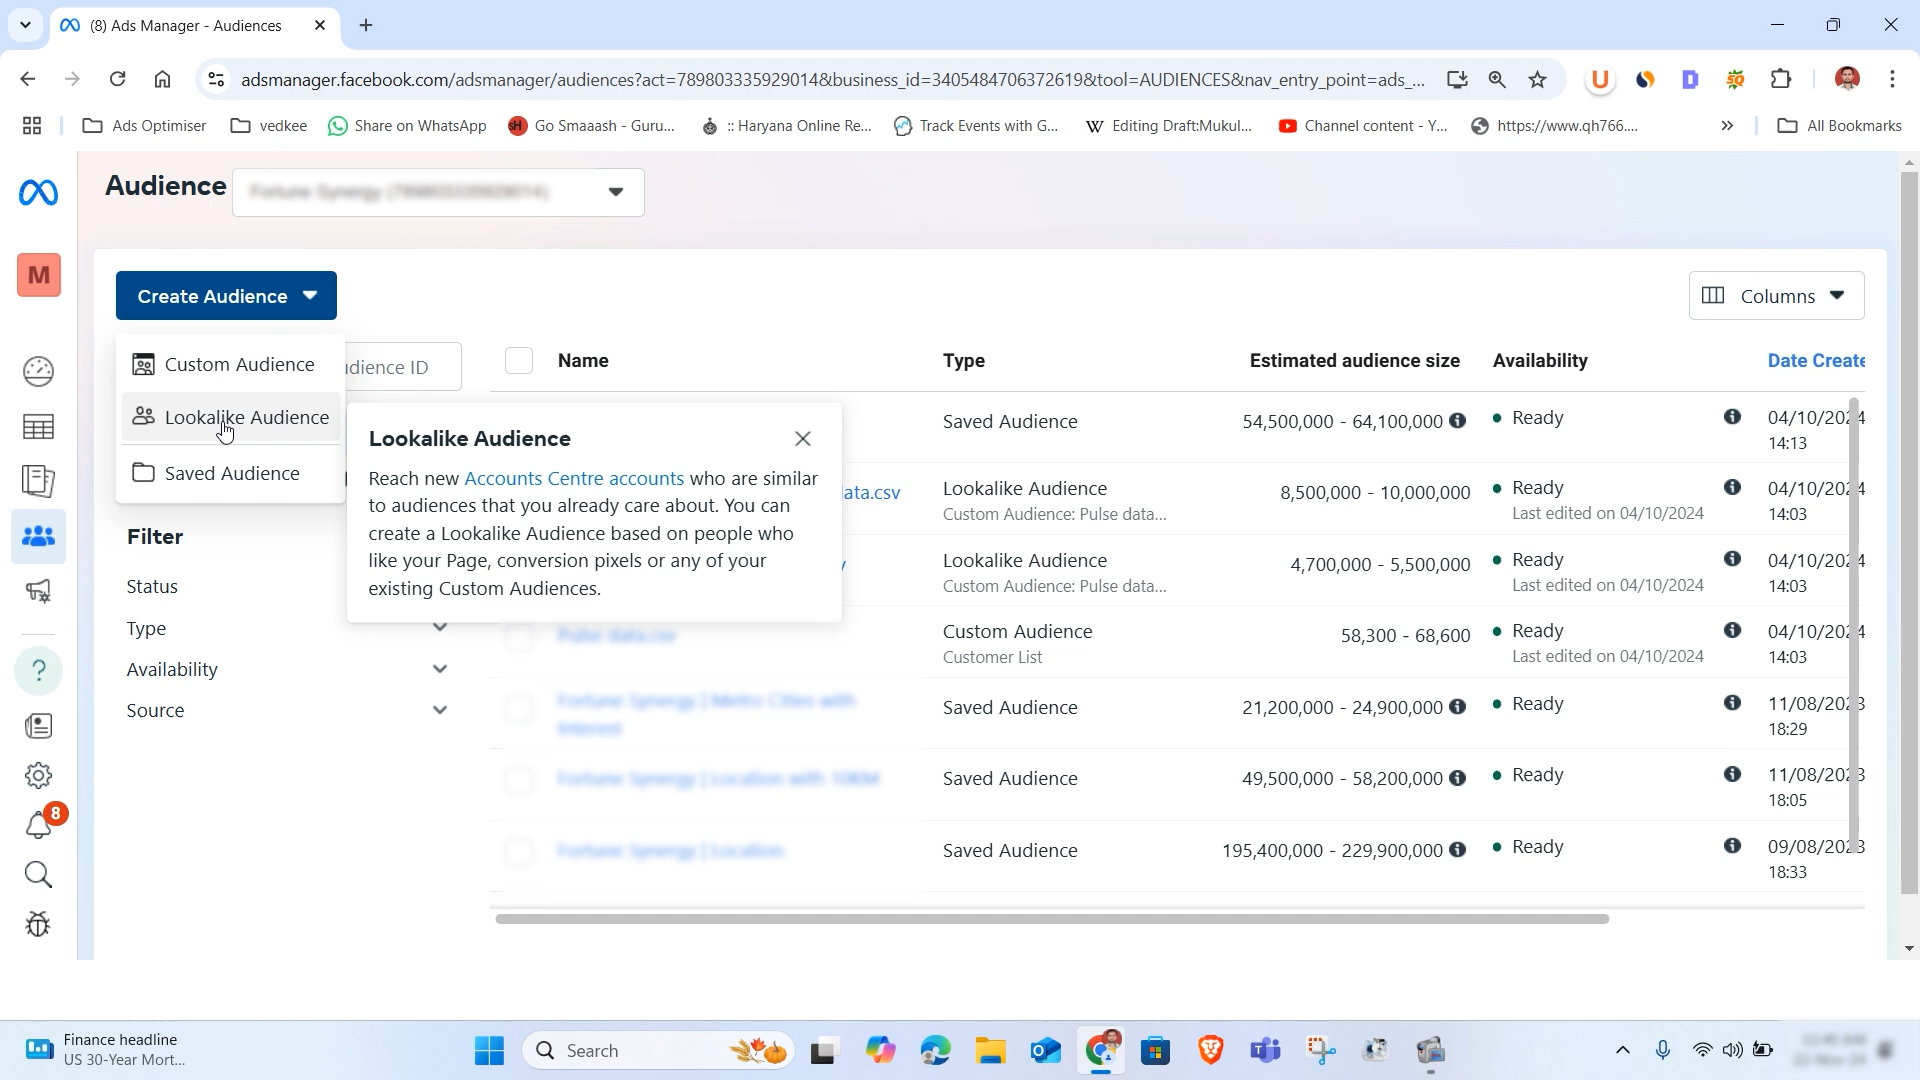 (8) Ads Manager - Audiences
adsmanager.facebook.com/adsmanager/audiences?act=789803335929014&business_id=3405484706372619&tool=AUDIENCES&nav_entry_point=ads_...
Ads Optimiser
vedkee
Share on WhatsApp
Go Smaaash - Guru...
:: Haryana Online Re...
Track Events with G...
Editing Draft:Mukul...
Channel content - Y...
https://www.qh766....
All Bookmarks
Audience
M
Create Audience
Columns
Custom Audience
Lookalike Audience
Saved Audience
udience ID
Name
Type
Estimated audience size
Availability
Date Create
Saved Audience
54,500,000 - 64,100,000
Ready
04/10/2024
14:13
Lookalike Audience
Reach new Accounts Centre accounts who are similar
to audiences that you already care about. You can
create a Lookalike Audience based on people who
like your Page, conversion pixels or any of your
existing Custom Audiences.
data.csv
Lookalike Audience
Custom Audience: Pulse data...
8,500,000 - 10,000,000
Ready
Last edited on 04/10/2024
04/10/2024
14:03
Lookalike Audience
Custom Audience: Pulse data...
4,700,000 - 5,500,000
Ready
Last edited on 04/10/2024
04/10/2024
14:03
Custom Audience
Customer List
58,300 - 68,600
Ready
Last edited on 04/10/2024
04/10/2024
14:03
Saved Audience
21,200,000 - 24,900,000
Ready
11/08/2023
18:29
Saved Audience
49,500,000 - 58,200,000
Ready
11/08/2023
18:05
Saved Audience
195,400,000 - 229,900,000
Ready
09/08/2023
18:33
Filter
Status
Type
Availability
Source
8
Finance headline
US 30-Year Mort...
Search